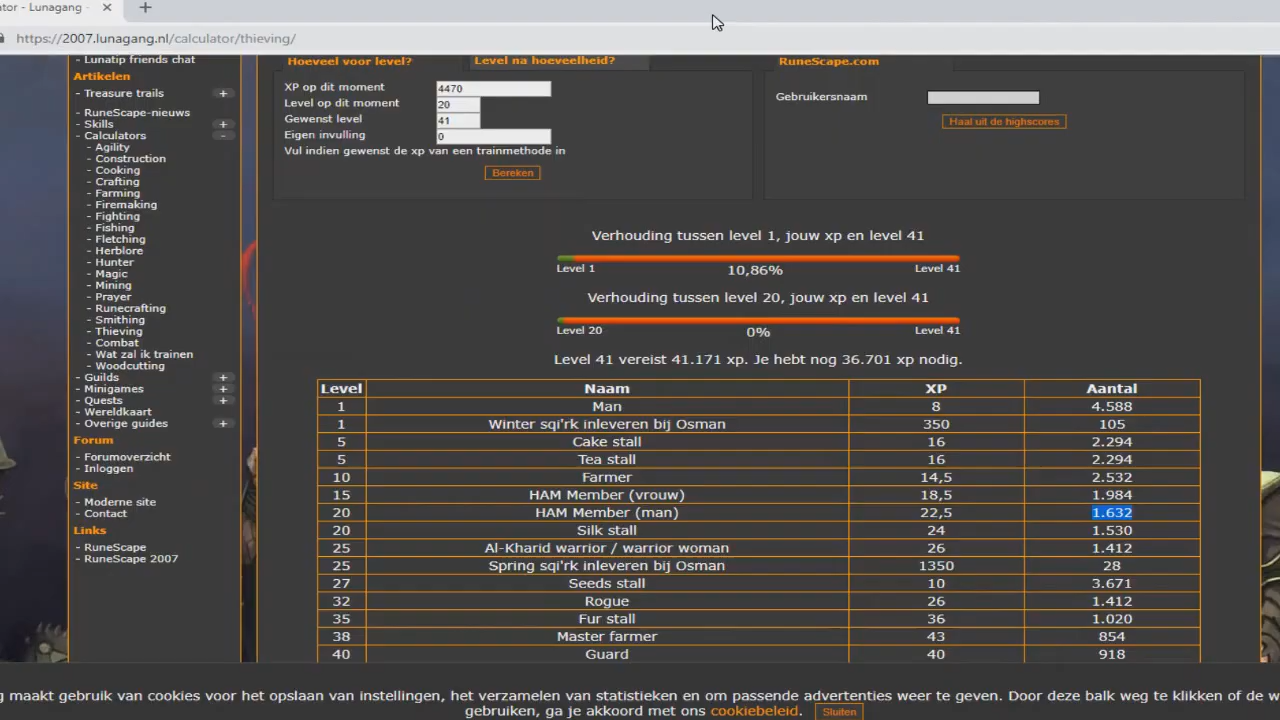 ator - Lunagang
https://2007.lunagang.nl/calculator/thieving/
- Lunatip friends chat
Artikelen
- Treasure trails +
- RuneScape-nieuws
- Skills +
- Calculators -
- Agility
- Construction
- Cooking
- Crafting
- Farming
- Firemaking
- Fighting
- Fishing
- Fletching
- Herblore
- Hunter
- Magic
- Mining
- Prayer
- Runecrafting
- Smithing
- Thieving
- Combat
- Wat zal ik trainen
- Woodcutting
- Guilds +
- Minigames +
- Quests +
- Wereldkaart
- Overige guides +
Forum
- Forumoverzicht
- Inloggen
Site
- Moderne site
- Contact
Links
- RuneScape
- RuneScape 2007
Hoeveel voor level? Level na hoeveelheid?
XP op dit moment 4470
Level op dit moment 20
Gewenst level 41
Eigen invulling 0
Vul indien gewenst de xp van een trainmethode in
Bereken
RuneScape.com
Gebruikersnaam
Haal uit de highscores
Verhouding tussen level 1, jouw xp en level 41
Level 1 10,86% Level 41
Verhouding tussen level 20, jouw xp en level 41
Level 20 0% Level 41
Level 41 vereist 41.171 xp. Je hebt nog 36.701 xp nodig.
Level Naam XP Aantal
1 Man 8 4.588
1 Winter sqi'rk inleveren bij Osman 350 105
5 Cake stall 16 2.294
5 Tea stall 16 2.294
10 Farmer 14,5 2.532
15 HAM Member (vrouw) 18,5 1.984
20 HAM Member (man) 22,5 1.632
20 Silk stall 24 1.530
25 Al-Kharid warrior / warrior woman 26 1.412
25 Spring sqi'rk inleveren bij Osman 1350 28
27 Seeds stall 10 3.671
32 Rogue 26 1.412
35 Fur stall 36 1.020
38 Master farmer 43 854
40 Guard 40 918
g maakt gebruik van cookies voor het opslaan van instellingen, het verzamelen van statistieken en om passende advertenties weer te geven. Door deze balk weg te klikken of de w
gebruiken, ga je akkoord met ons cookiebeleid. Sluiten